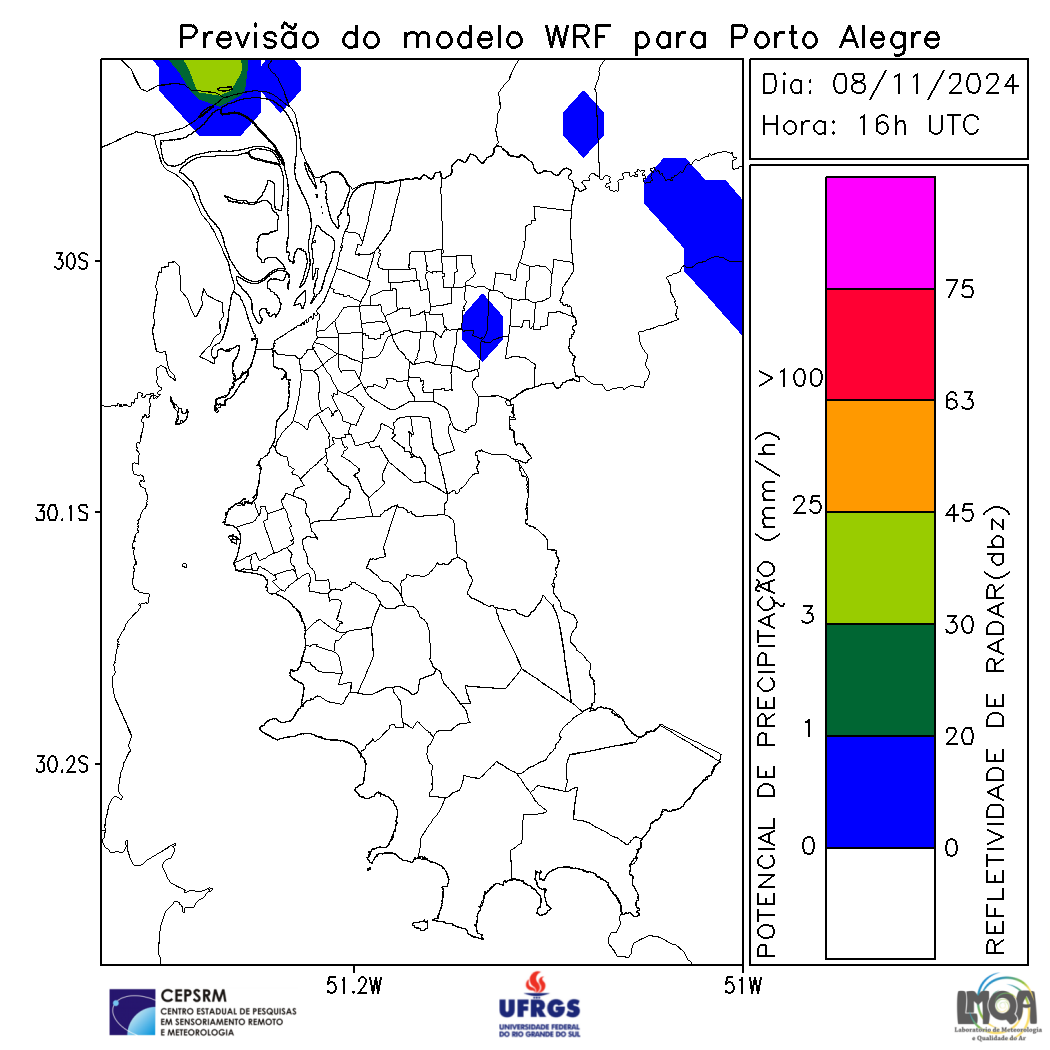 Previsão do modelo WRF para Porto Alegre
Dia: 08/11/2024
Hora: 16h UTC
30S
30.1S
30.2S
51.2W
51W
POTENCIAL DE PRECIPITAÇÃO (mm/h)
>100
25
3
1
0
75
63
45
30
20
0
REFLETIVIDADE DE RADAR(dbz)
CEPSRM
CENTRO ESTADUAL DE PESQUISAS
EM SENSORIAMENTO REMOTO
E METEOROLOGIA
UFRGS
UNIVERSIDADE FEDERAL
DO RIO GRANDE DO SUL
LMQA
Laboratório de Meteorologia
e Qualidade do Ar